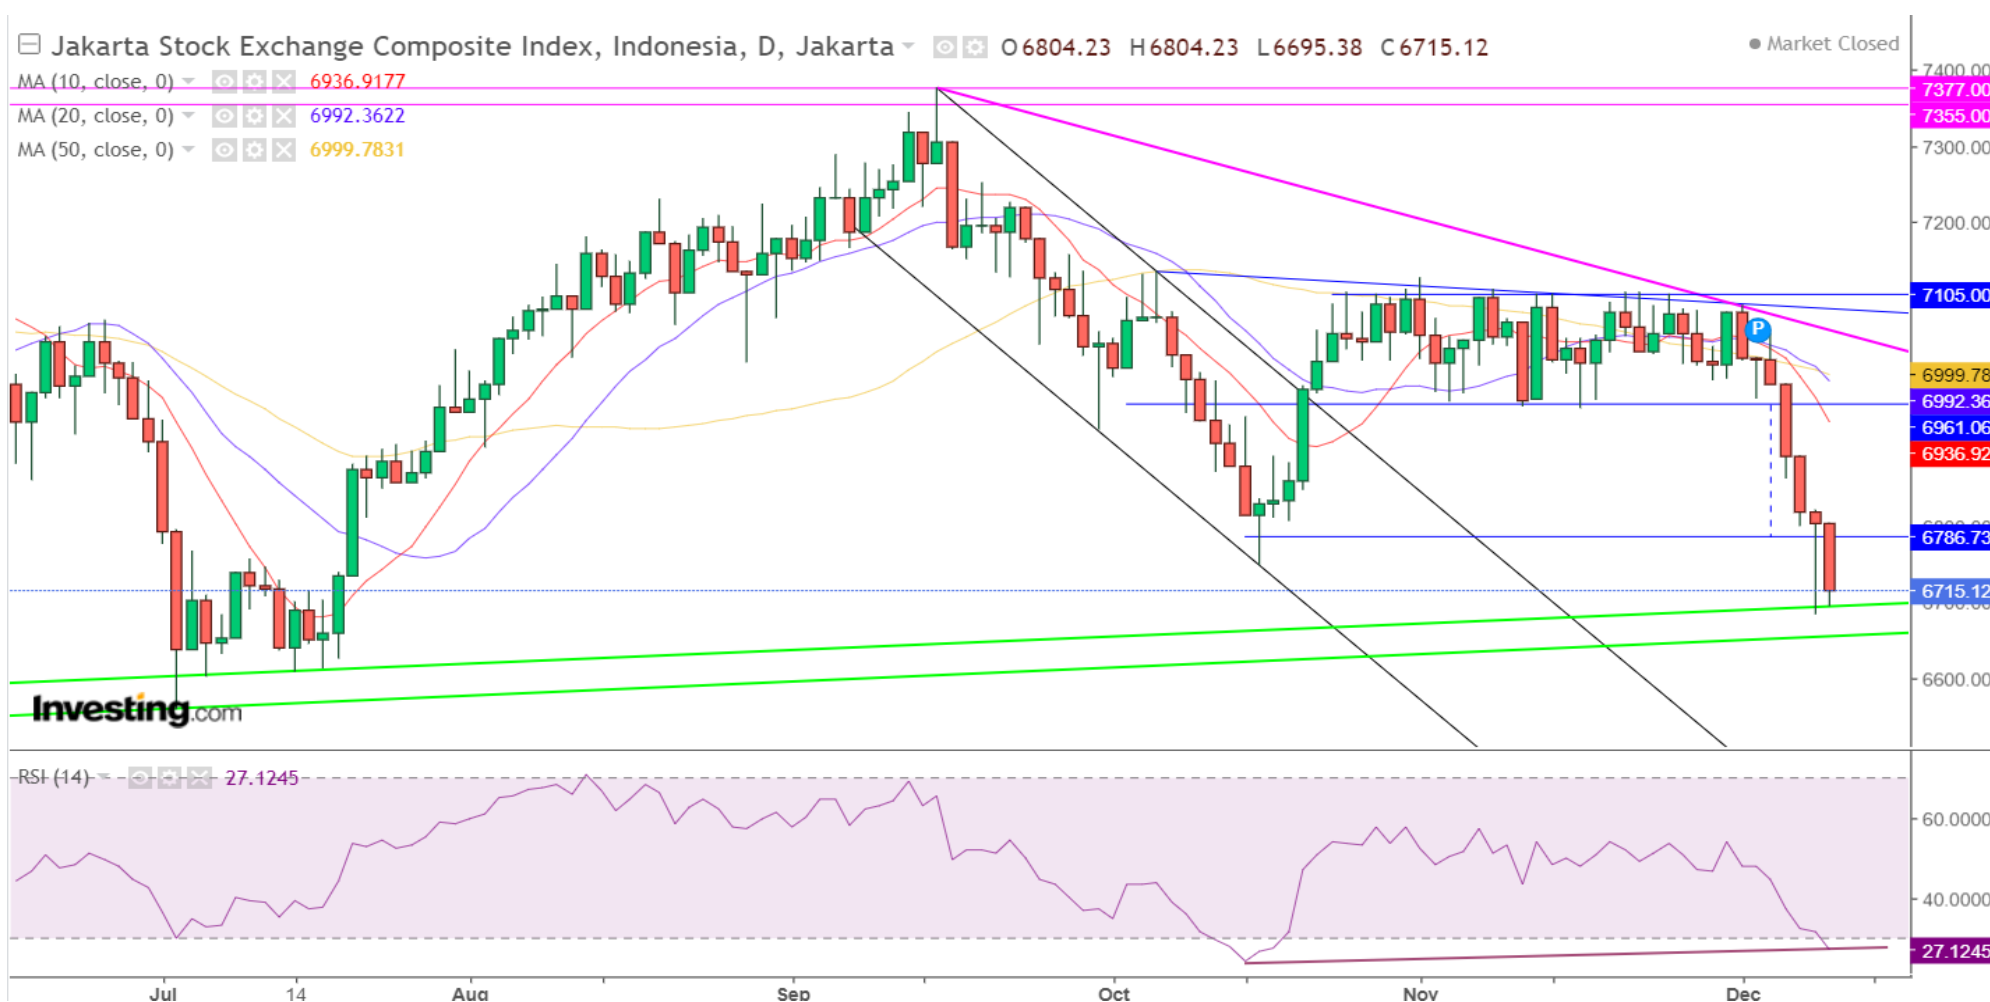 Jakarta Stock Exchange Composite Index, Indonesia, D, Jakarta O6804.23 H6804.23 L6695.38 C6715.12
Market Closed
MA (10, close, 0) 6936.9177
MA (20, close, 0) 6992.3622
MA (50, close, 0) 6999.7831
7400.00
7377.00
7355.00
7300.00
7200.00
7105.00
P
6999.78
6992.36
6961.06
6936.92
6786.73
6715.12
6600.00
Investing.com
RSI (14) 27.1245
60.0000
40.0000
27.1245
Jul 14 Aug Sep Oct Nov Dec